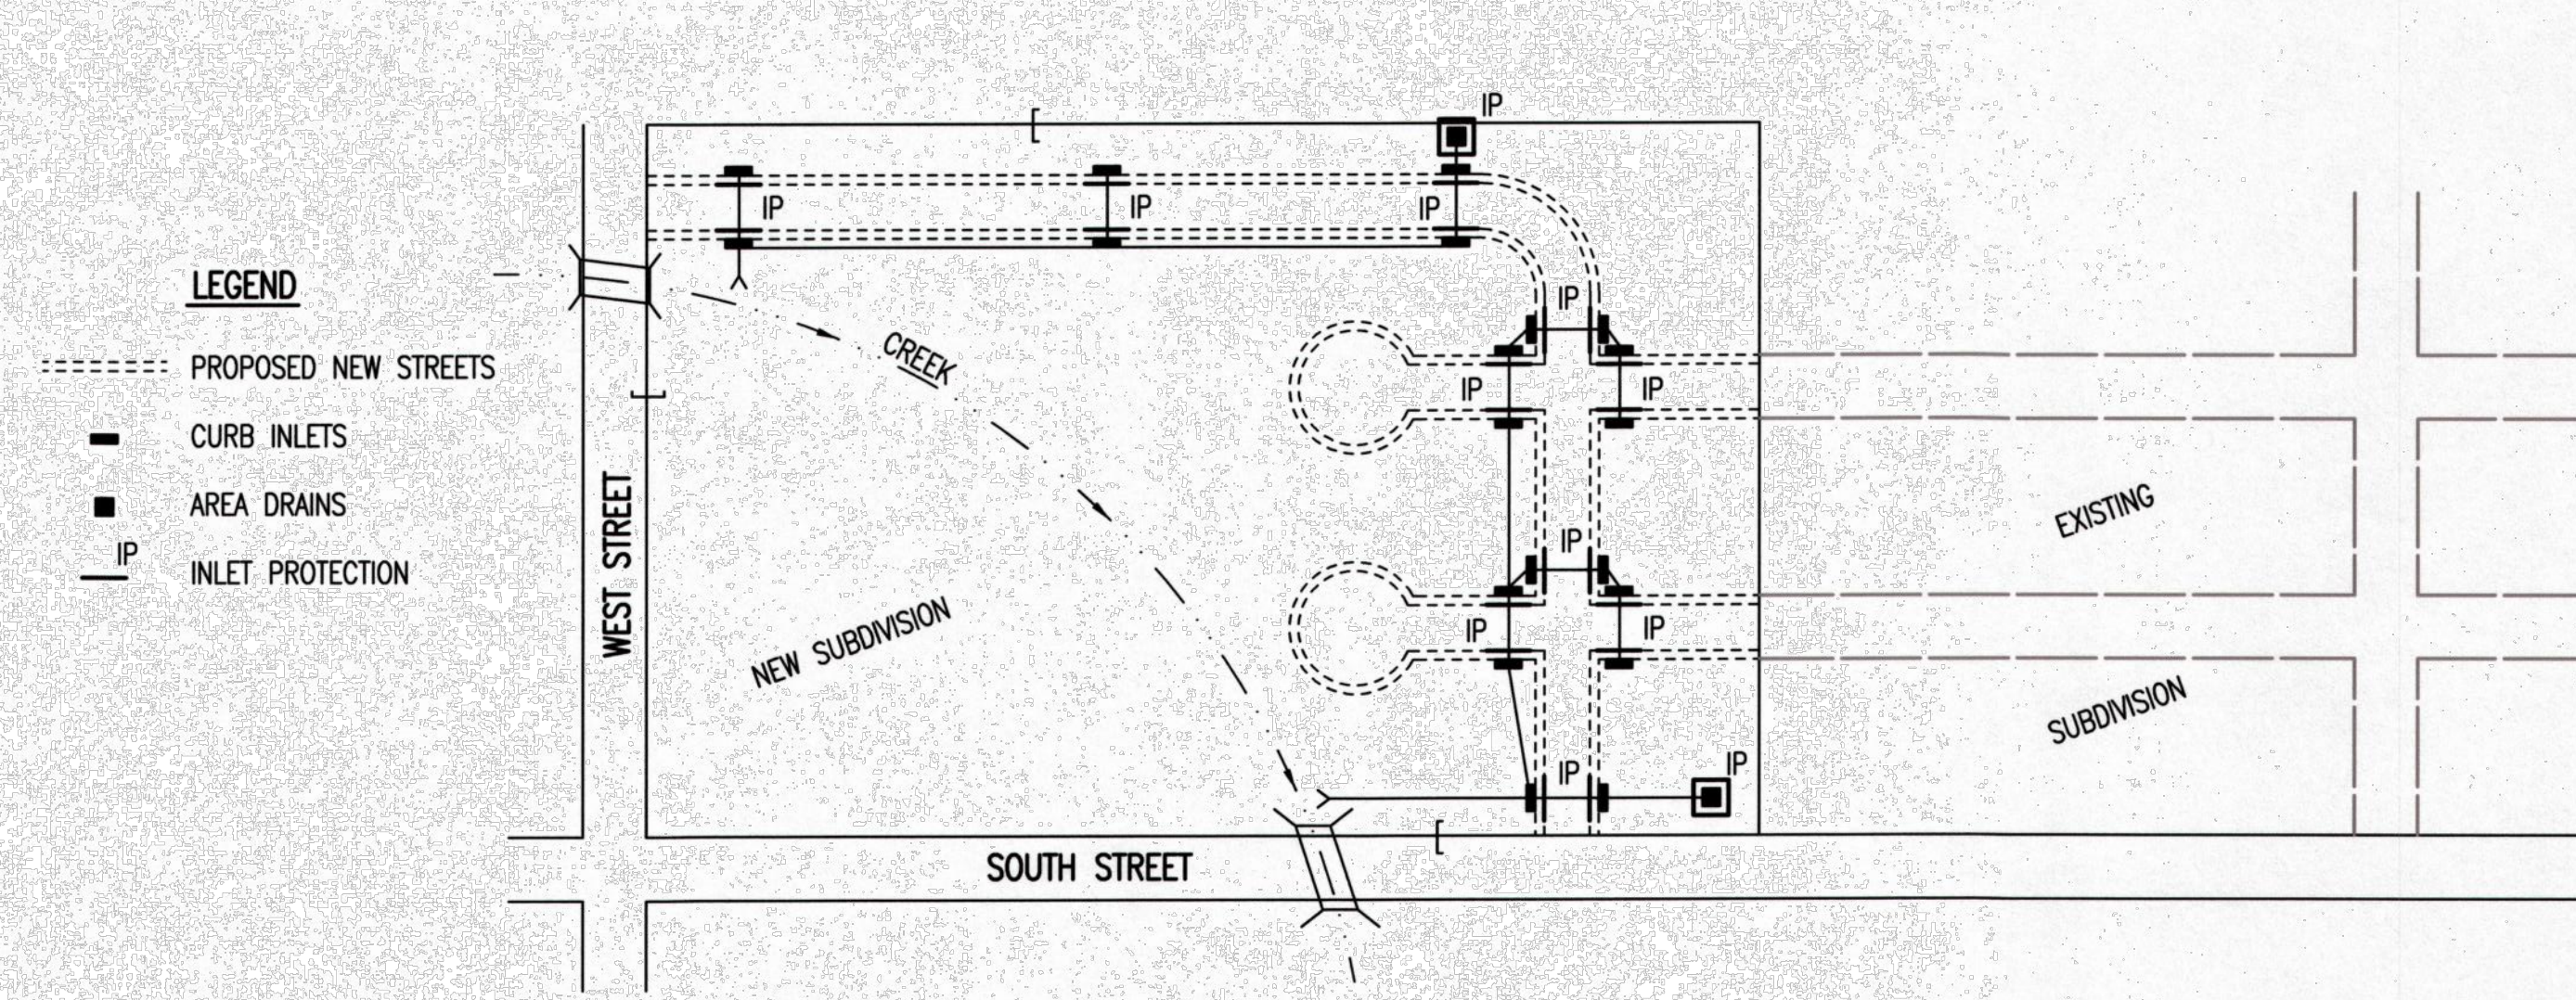 IP
IP
IP
IP
LEGEND
PROPOSED NEW STREETS
CURB INLETS
AREA DRAINS
IP
INLET PROTECTION
WEST STREET
CREEK
NEW SUBDIVISION
IP
IP
IP
IP
IP
IP
IP
IP
EXISTING
SUBDIVISION
SOUTH STREET